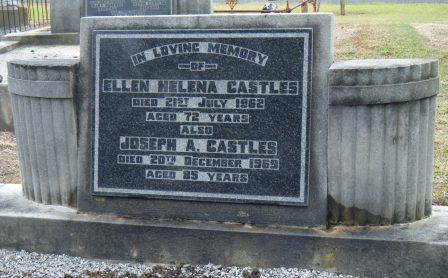 IN LOVING MEMORY
OF
ELLEN HELENA CASTLES
DIED 21ST JULY 1962
AGED 72 YEARS
ALSO
JOSEPH A. CASTLES
DIED 20TH DECEMBER 1969
AGED 85 YEARS